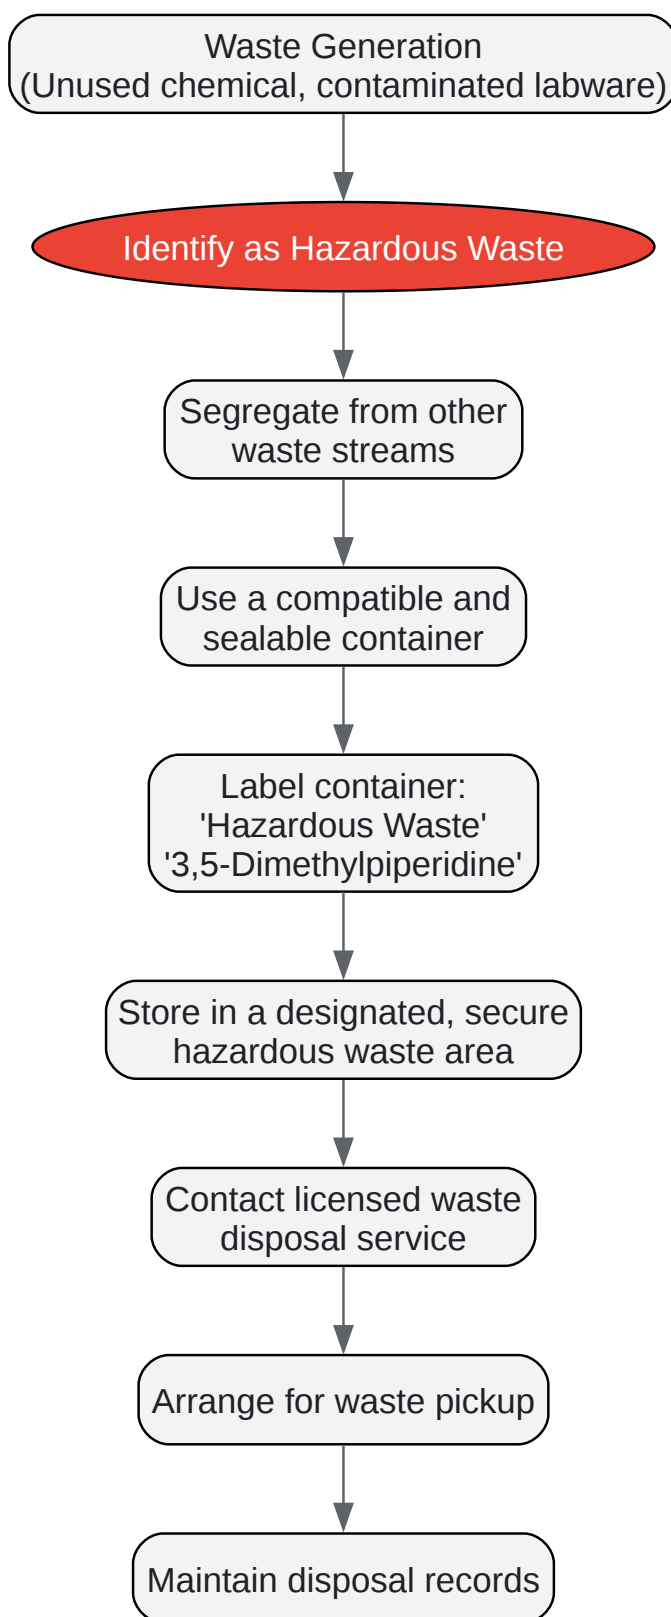 Waste Generation
(Unused chemical, contaminated labware)
Identify as Hazardous Waste
Segregate from other
waste streams
Use a compatible and
sealable container
Label container:
'Hazardous Waste'
'3,5-Dimethylpiperidine'
Store in a designated, secure
hazardous waste area
Contact licensed waste
disposal service
Arrange for waste pickup
Maintain disposal records